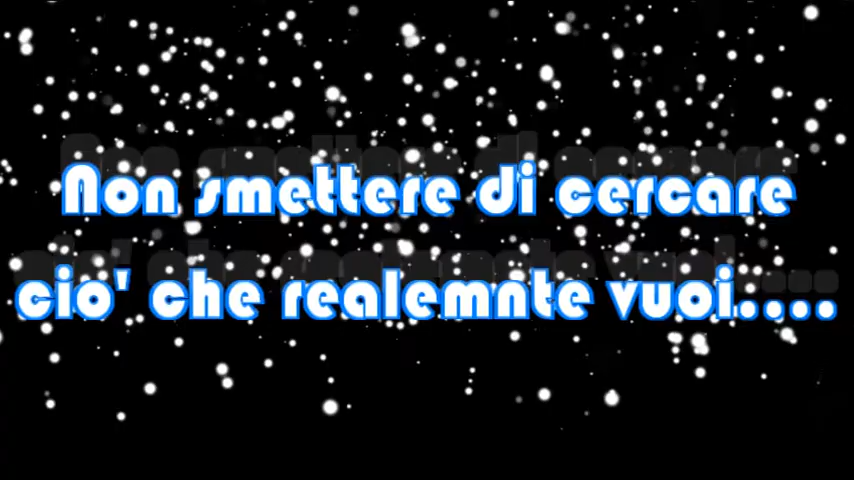 Non smettere di cercare
cio' che realemnte vuoi....